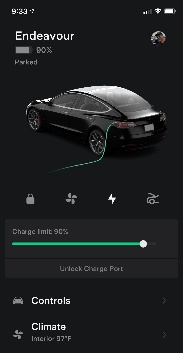 9:33
Endeavour
90%
Parked
Charge limit: 90%
Unlock Charge Port
Controls
Climate
Interior 97°F